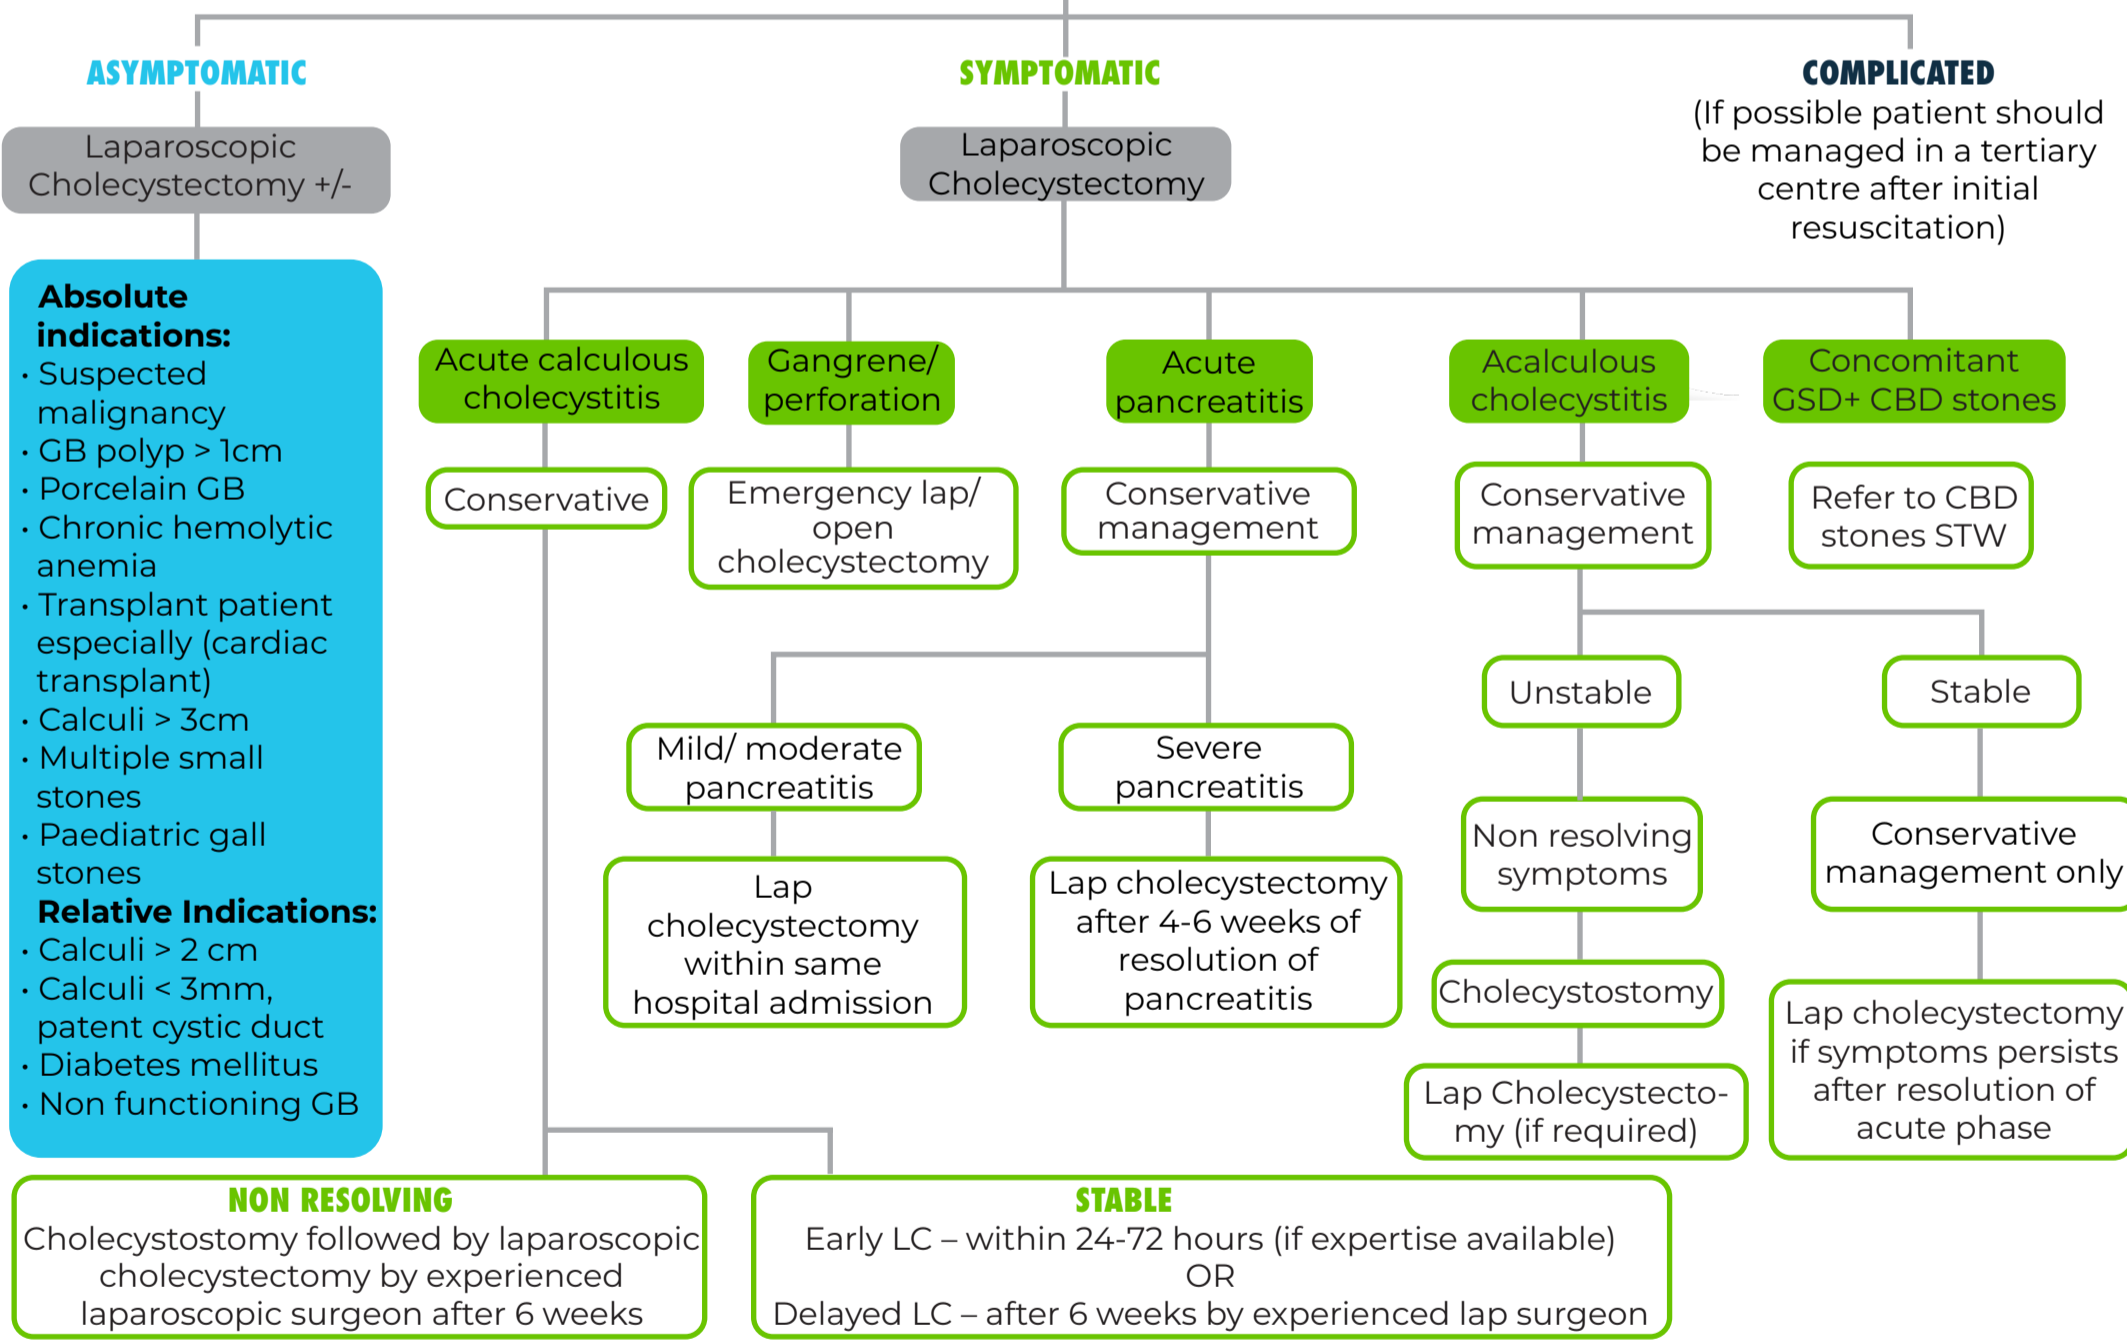 ASYMPTOMATIC
Laparoscopic
Cholecystectomy +/-
Absolute
indications:
· Suspected
malignancy
· GB polyp > 1cm
· Porcelain GB
· Chronic hemolytic
anemia
· Transplant patient
especially (cardiac
transplant)
· Calculi > 3cm
· Multiple small
stones
· Paediatric gall
stones
Relative Indications:
· Calculi > 2 cm
· Calculi < 3mm,
patent cystic duct
· Diabetes mellitus
· Non functioning GB
SYMPTOMATIC
Laparoscopic
Cholecystectomy
COMPLICATED
(If possible patient should
be managed in a tertiary
centre after initial
resuscitation)
Acute calculous
cholecystitis
Conservative
Gangrene/
perforation
Emergency lap/
open
cholecystectomy
Acute
pancreatitis
Conservative
management
Mild/ moderate
pancreatitis
Lap
cholecystectomy
within same
hospital admission
Severe
pancreatitis
Lap cholecystectomy
after 4-6 weeks of
resolution of
pancreatitis
Acalculous
cholecystitis
Conservative
management
Unstable
Non resolving
symptoms
Cholecystostomy
Lap Cholecystecto-
my (if required)
Stable
Conservative
management only
Lap cholecystectomy
if symptoms persists
after resolution of
acute phase
Concomitant
GSD+ CBD stones
Refer to CBD
stones STW
NON RESOLVING
Cholecystostomy followed by laparoscopic
cholecystectomy by experienced
laparoscopic surgeon after 6 weeks
STABLE
Early LC – within 24-72 hours (if expertise available)
OR
Delayed LC – after 6 weeks by experienced lap surgeon